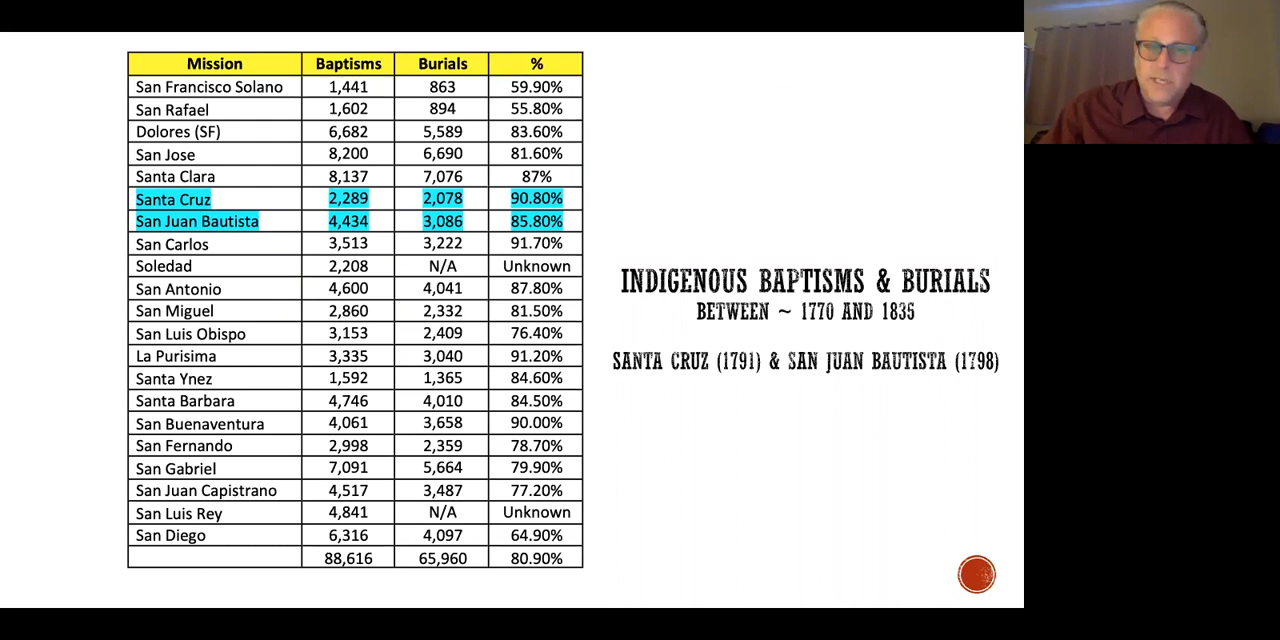 Mission Baptisms Burials %
San Francisco Solano 1,441 863 59.90%
San Rafael 1,602 894 55.80%
Dolores (SF) 6,682 5,589 83.60%
San Jose 8,200 6,690 81.60%
Santa Clara 8,137 7,076 87%
Santa Cruz 2,289 2,078 90.80%
San Juan Bautista 4,434 3,086 85.80%
San Carlos 3,513 3,222 91.70%
Soledad 2,208 N/A Unknown
San Antonio 4,600 4,041 87.80%
San Miguel 2,860 2,332 81.50%
San Luis Obispo 3,153 2,409 76.40%
La Purisima 3,335 3,040 91.20%
Santa Ynez 1,592 1,365 84.60%
Santa Barbara 4,746 4,010 84.50%
San Buenaventura 4,061 3,658 90.00%
San Fernando 2,998 2,359 78.70%
San Gabriel 7,091 5,664 79.90%
San Juan Capistrano 4,517 3,487 77.20%
San Luis Rey 4,841 N/A Unknown
San Diego 6,316 4,097 64.90%
88,616 65,960 80.90%
INDIGENOUS BAPTISMS & BURIALS
BETWEEN ~ 1770 AND 1835
SANTA CRUZ (1791) & SAN JUAN BAUTISTA (1798)